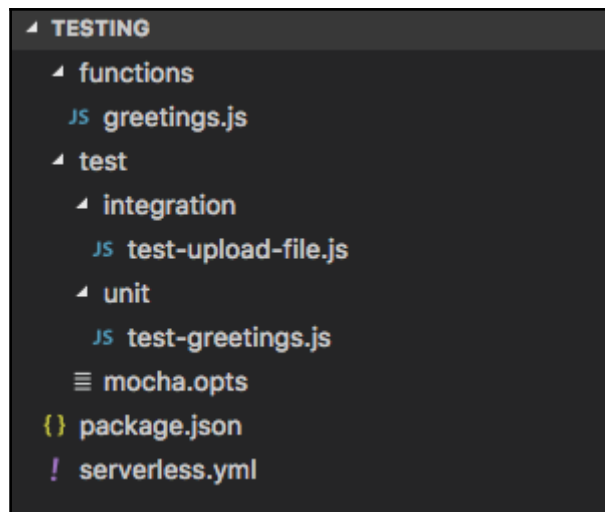 TESTING
functions
JS greetings.js
test
integration
JS test-upload-file.js
unit
JS test-greetings.js
mocha.opts
{} package.json
! serverless.yml